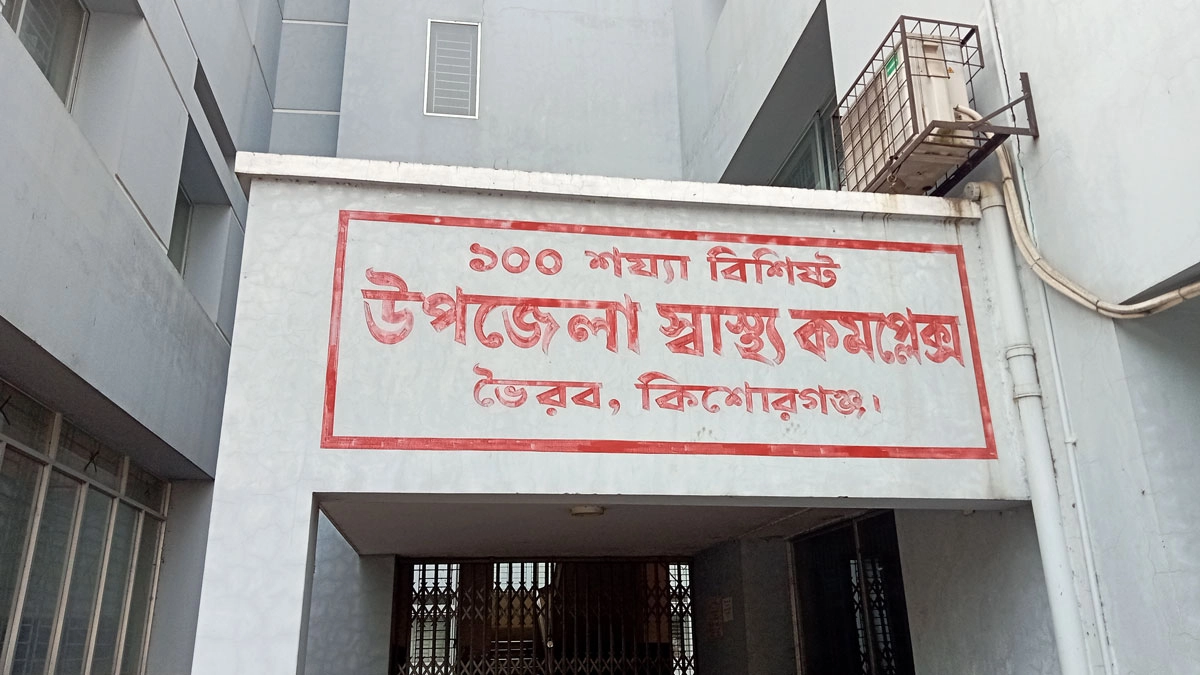 ১০০ শয্যা বিশিষ্ট
উপজেলা স্বাস্থ্য কমপ্লেক্স
ভৈরব, কিশোরগঞ্জ।